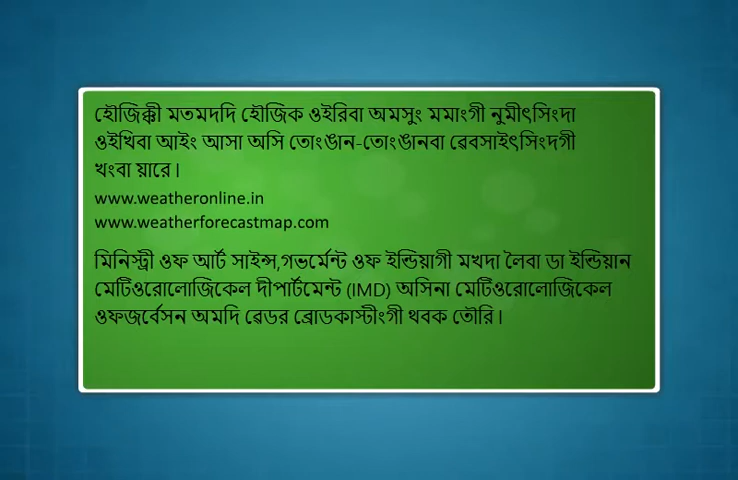 হৌজিক্কী মতমদদি হৌজিক ওইরিবা অমসুং মমাংগী নুমীৎসিংদা
ওইখিবা আইং আসা অসি তোংঙান-তোংঙানবা ৱেবসাইৎসিংদগী
খংবা য়ারে।
www.weatheronline.in
www.weatherforecastmap.com
মিনিস্ট্রী ওফ আর্ট সাইন্স,গভর্মেন্ট ওফ ইন্ডিয়াগী মখদা লৈবা ডা ইন্ডিয়ান
মেটিওরোলোজিকেল দীপার্টমেন্ট (IMD) অসিনা মেটিওরোলোজিকেল
ওফজর্বেসন অমদি ৱেডর ব্রোডকাস্টীংগী থবক তৌরি।